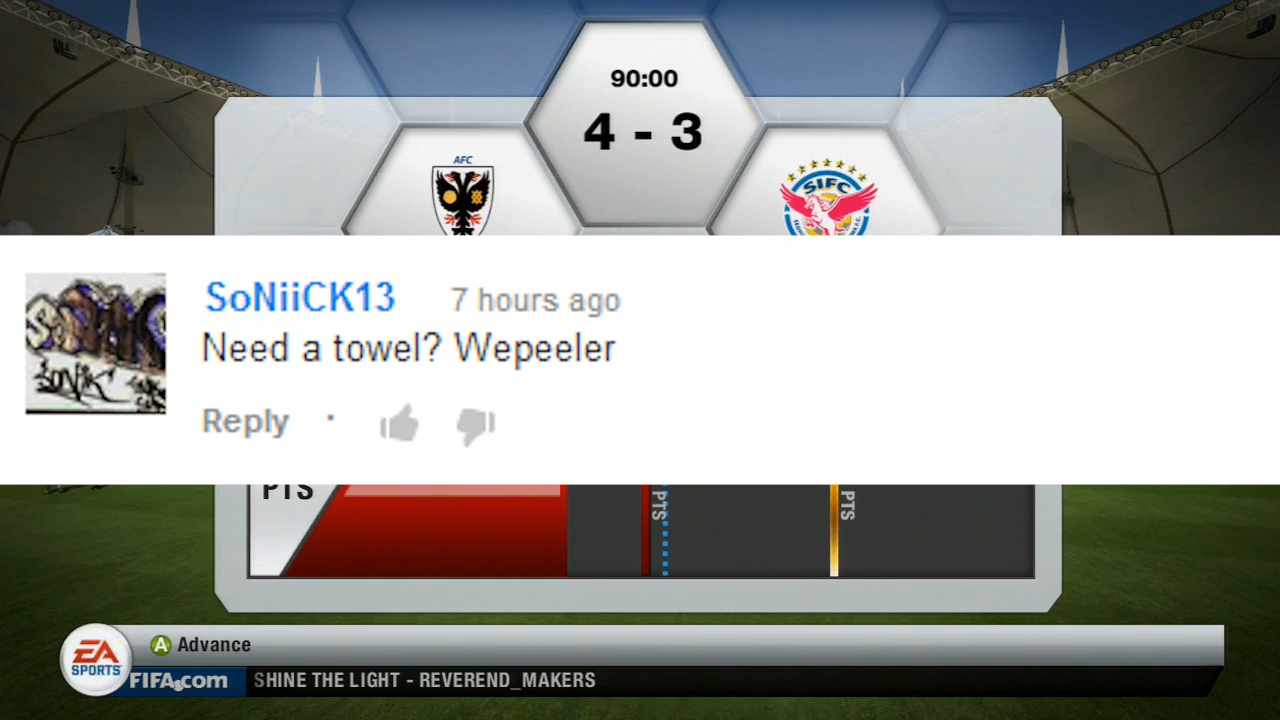 90:00
4 - 3
AFC
SIFC
SoNiiCK13 7 hours ago
Need a towel? Wepeeler
Reply ·
PTS
PTS
PTS
A Advance
EA
SPORTS
FIFA.com
SHINE THE LIGHT - REVEREND_MAKERS